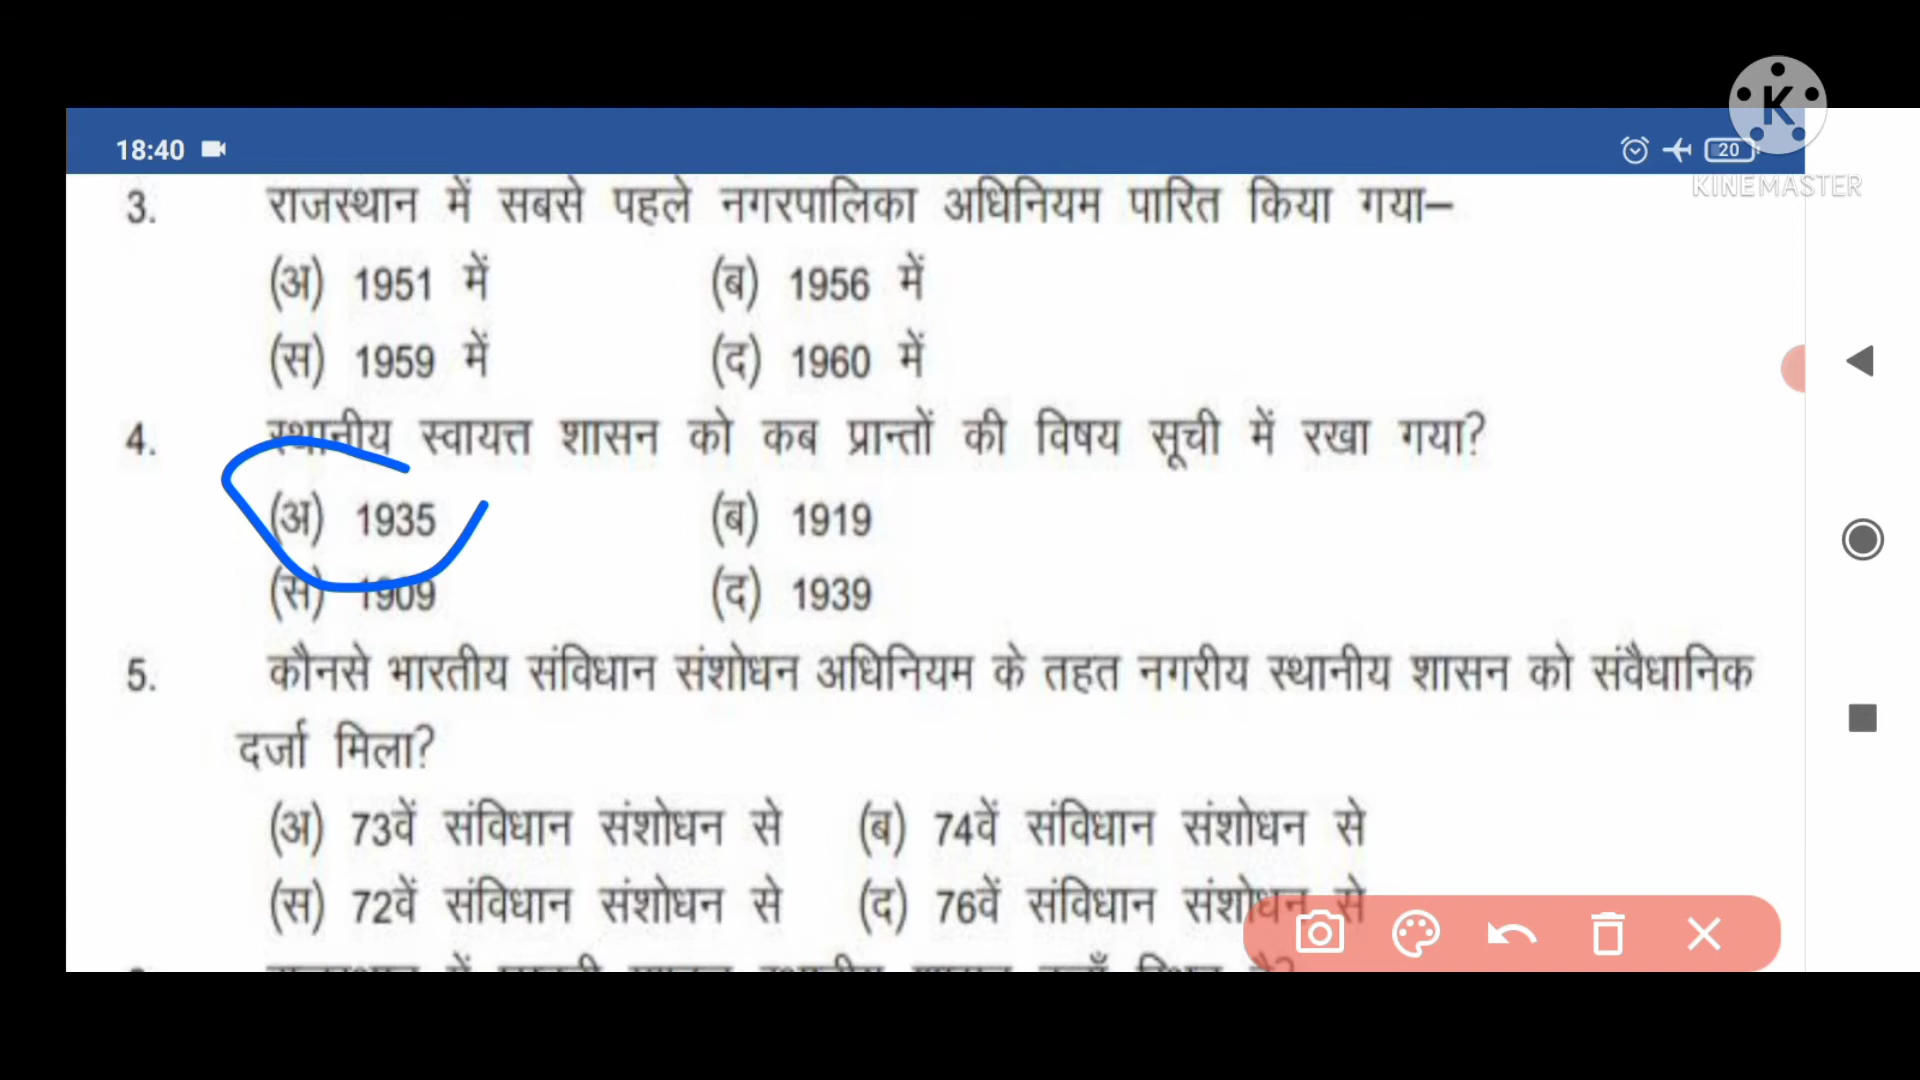 18:40
20
K
KINEMASTER
3. राजस्थान में सबसे पहले नगरपालिका अधिनियम पारित किया गया–
(अ) 1951 में (ब) 1956 में
(स) 1959 में (द) 1960 में
4. स्थानीय स्वायत्त शासन को कब प्रान्तों की विषय सूची में रखा गया?
(अ) 1935 (ब) 1919
(स) 1909 (द) 1939
5. कौनसे भारतीय संविधान संशोधन अधिनियम के तहत नगरीय स्थानीय शासन को संवैधानिक
दर्जा मिला?
(अ) 73वें संविधान संशोधन से (ब) 74वें संविधान संशोधन से
(स) 72वें संविधान संशोधन से (द) 76वें संविधान संशोधन से